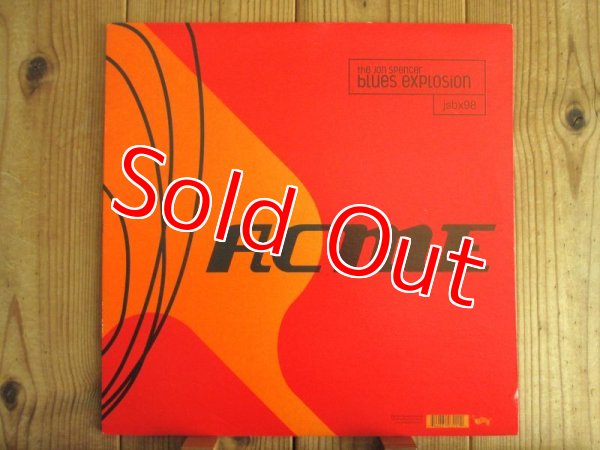 the jon spencer
blues explosion
jsbx98
ACME
Sold Out